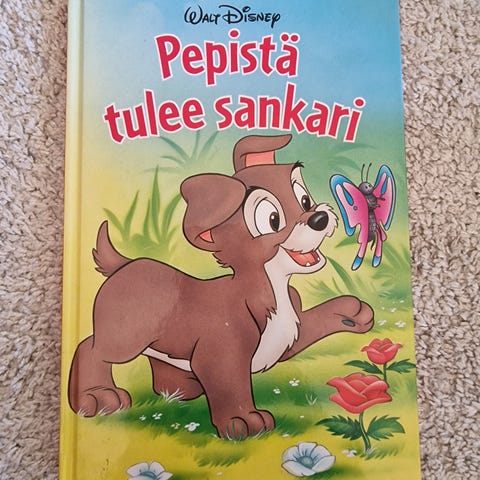 WALT DISNEY
Pepistä
tulee sankari